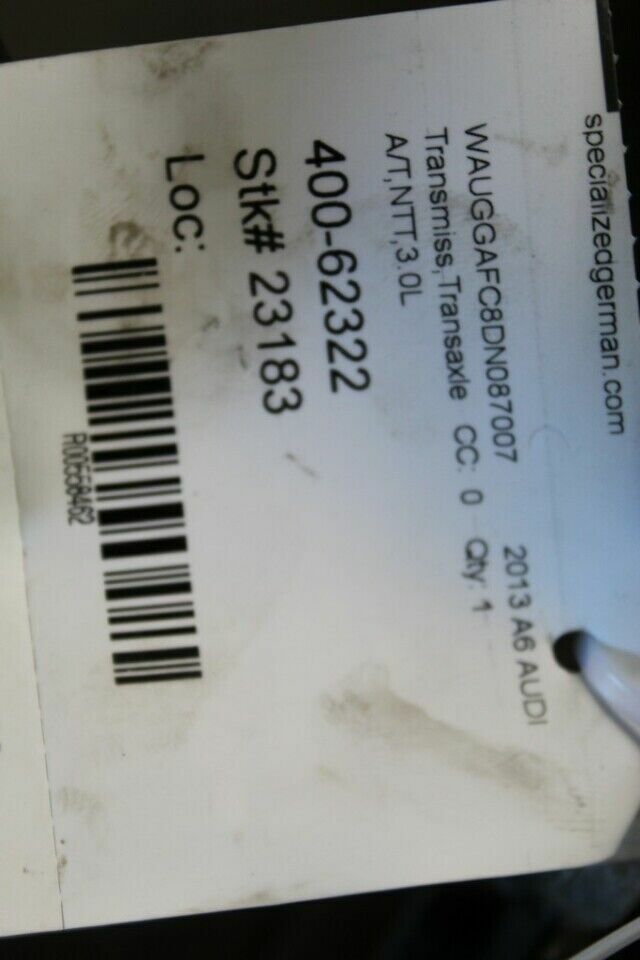 specializedgerman.com
WAUGGAFC8DN087007 2013 A6 AUDI
Transmiss,Transaxle CC: 0 Qty: 1
A/T,NTT,3.0L
400-62322
Stk# 23183
Loc:
R00558462